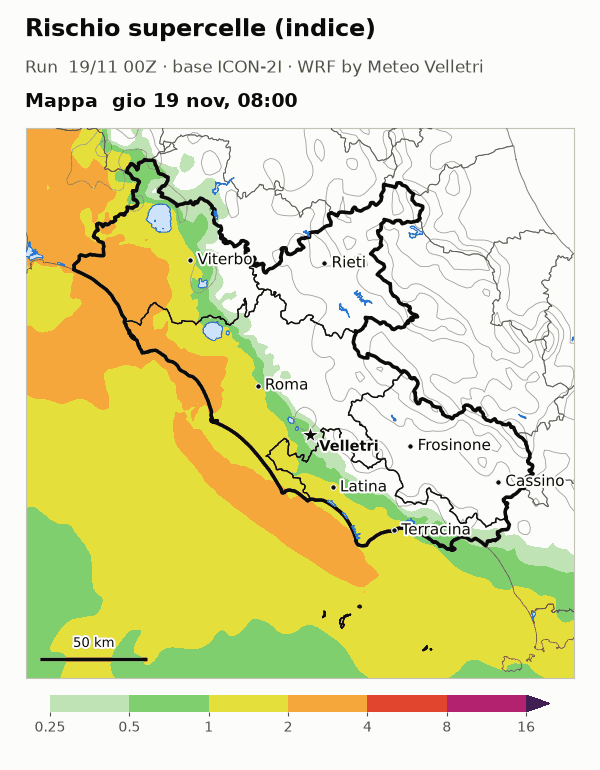 Rischio supercelle (indice)
Run 19/11 00Z · base ICON-2I · WRF by Meteo Velletri
Mappa gio 19 nov, 08:00
Viterbo
Rieti
Roma
Velletri
Frosinone
Latina
Cassino
Terracina
50 km
0.25 0.5 1 2 4 8 16